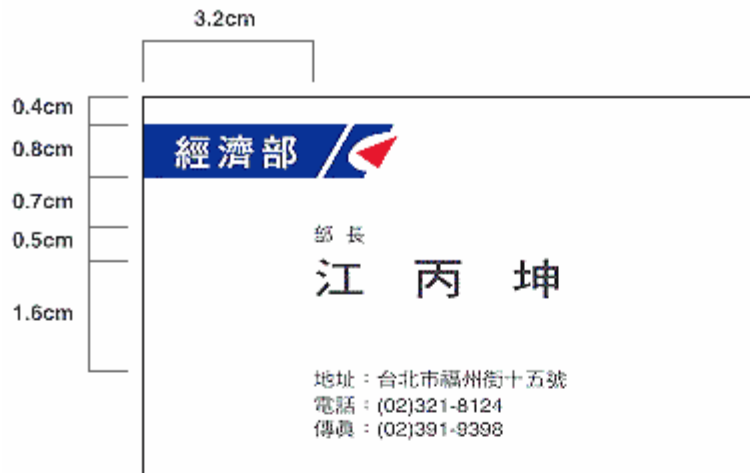 3.2cm
0.4cm
0.8cm
經濟部
0.7cm
0.5cm
部 長
江 丙 坤
1.6cm
地址：台北市福州街十五號
電話：(02)321-8124
傳眞：(02)391-9398